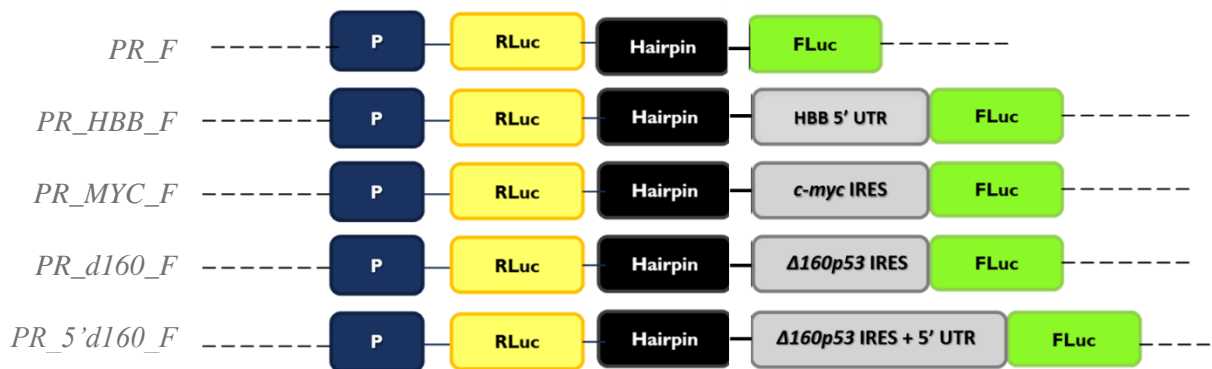 PR_F P RLuc Hairpin FLuc
PR_HBB_F P RLuc Hairpin HBB 5’ UTR FLuc
PR_MYC_F P RLuc Hairpin c-myc IRES FLuc
PR_d160_F P RLuc Hairpin Δ160p53 IRES FLuc
PR_5’d160_F P RLuc Hairpin Δ160p53 IRES + 5’ UTR FLuc